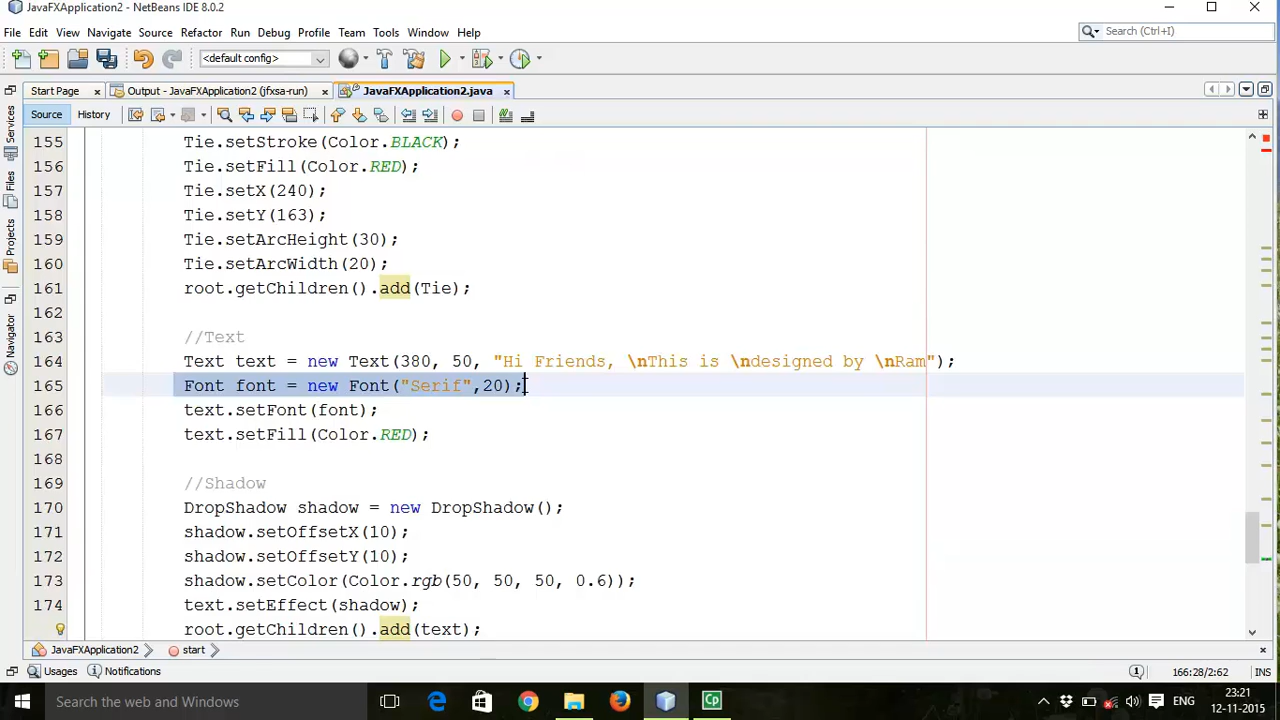 JavaFXApplication2 - NetBeans IDE 8.0.2
File Edit View Navigate Source Refactor Run Debug Profile Team Tools Window Help
Search (Ctrl+I)
<default config>
Start Page Output - JavaFXApplication2 (jfxsa-run) JavaFXApplication2.java
Source History
Services
Files
Projects
Navigator
155 Tie.setStroke(Color.BLACK);
156 Tie.setFill(Color.RED);
157 Tie.setX(240);
158 Tie.setY(163);
159 Tie.setArcHeight(30);
160 Tie.setArcWidth(20);
161 root.getChildren().add(Tie);
162
163 //Text
164 Text text = new Text(380, 50, "Hi Friends, \nThis is \ndesigned by \nRam");
165 Font font = new Font("Serif",20);
166 text.setFont(font);
167 text.setFill(Color.RED);
168
169 //Shadow
170 DropShadow shadow = new DropShadow();
171 shadow.setOffsetX(10);
172 shadow.setOffsetY(10);
173 shadow.setColor(Color.rgb(50, 50, 50, 0.6));
174 text.setEffect(shadow);
root.getChildren().add(text);
JavaFXApplication2 start
Usages Notifications 1 166:28/2:62 INS
Search the web and Windows Cp ENG 23:21
12-11-2015